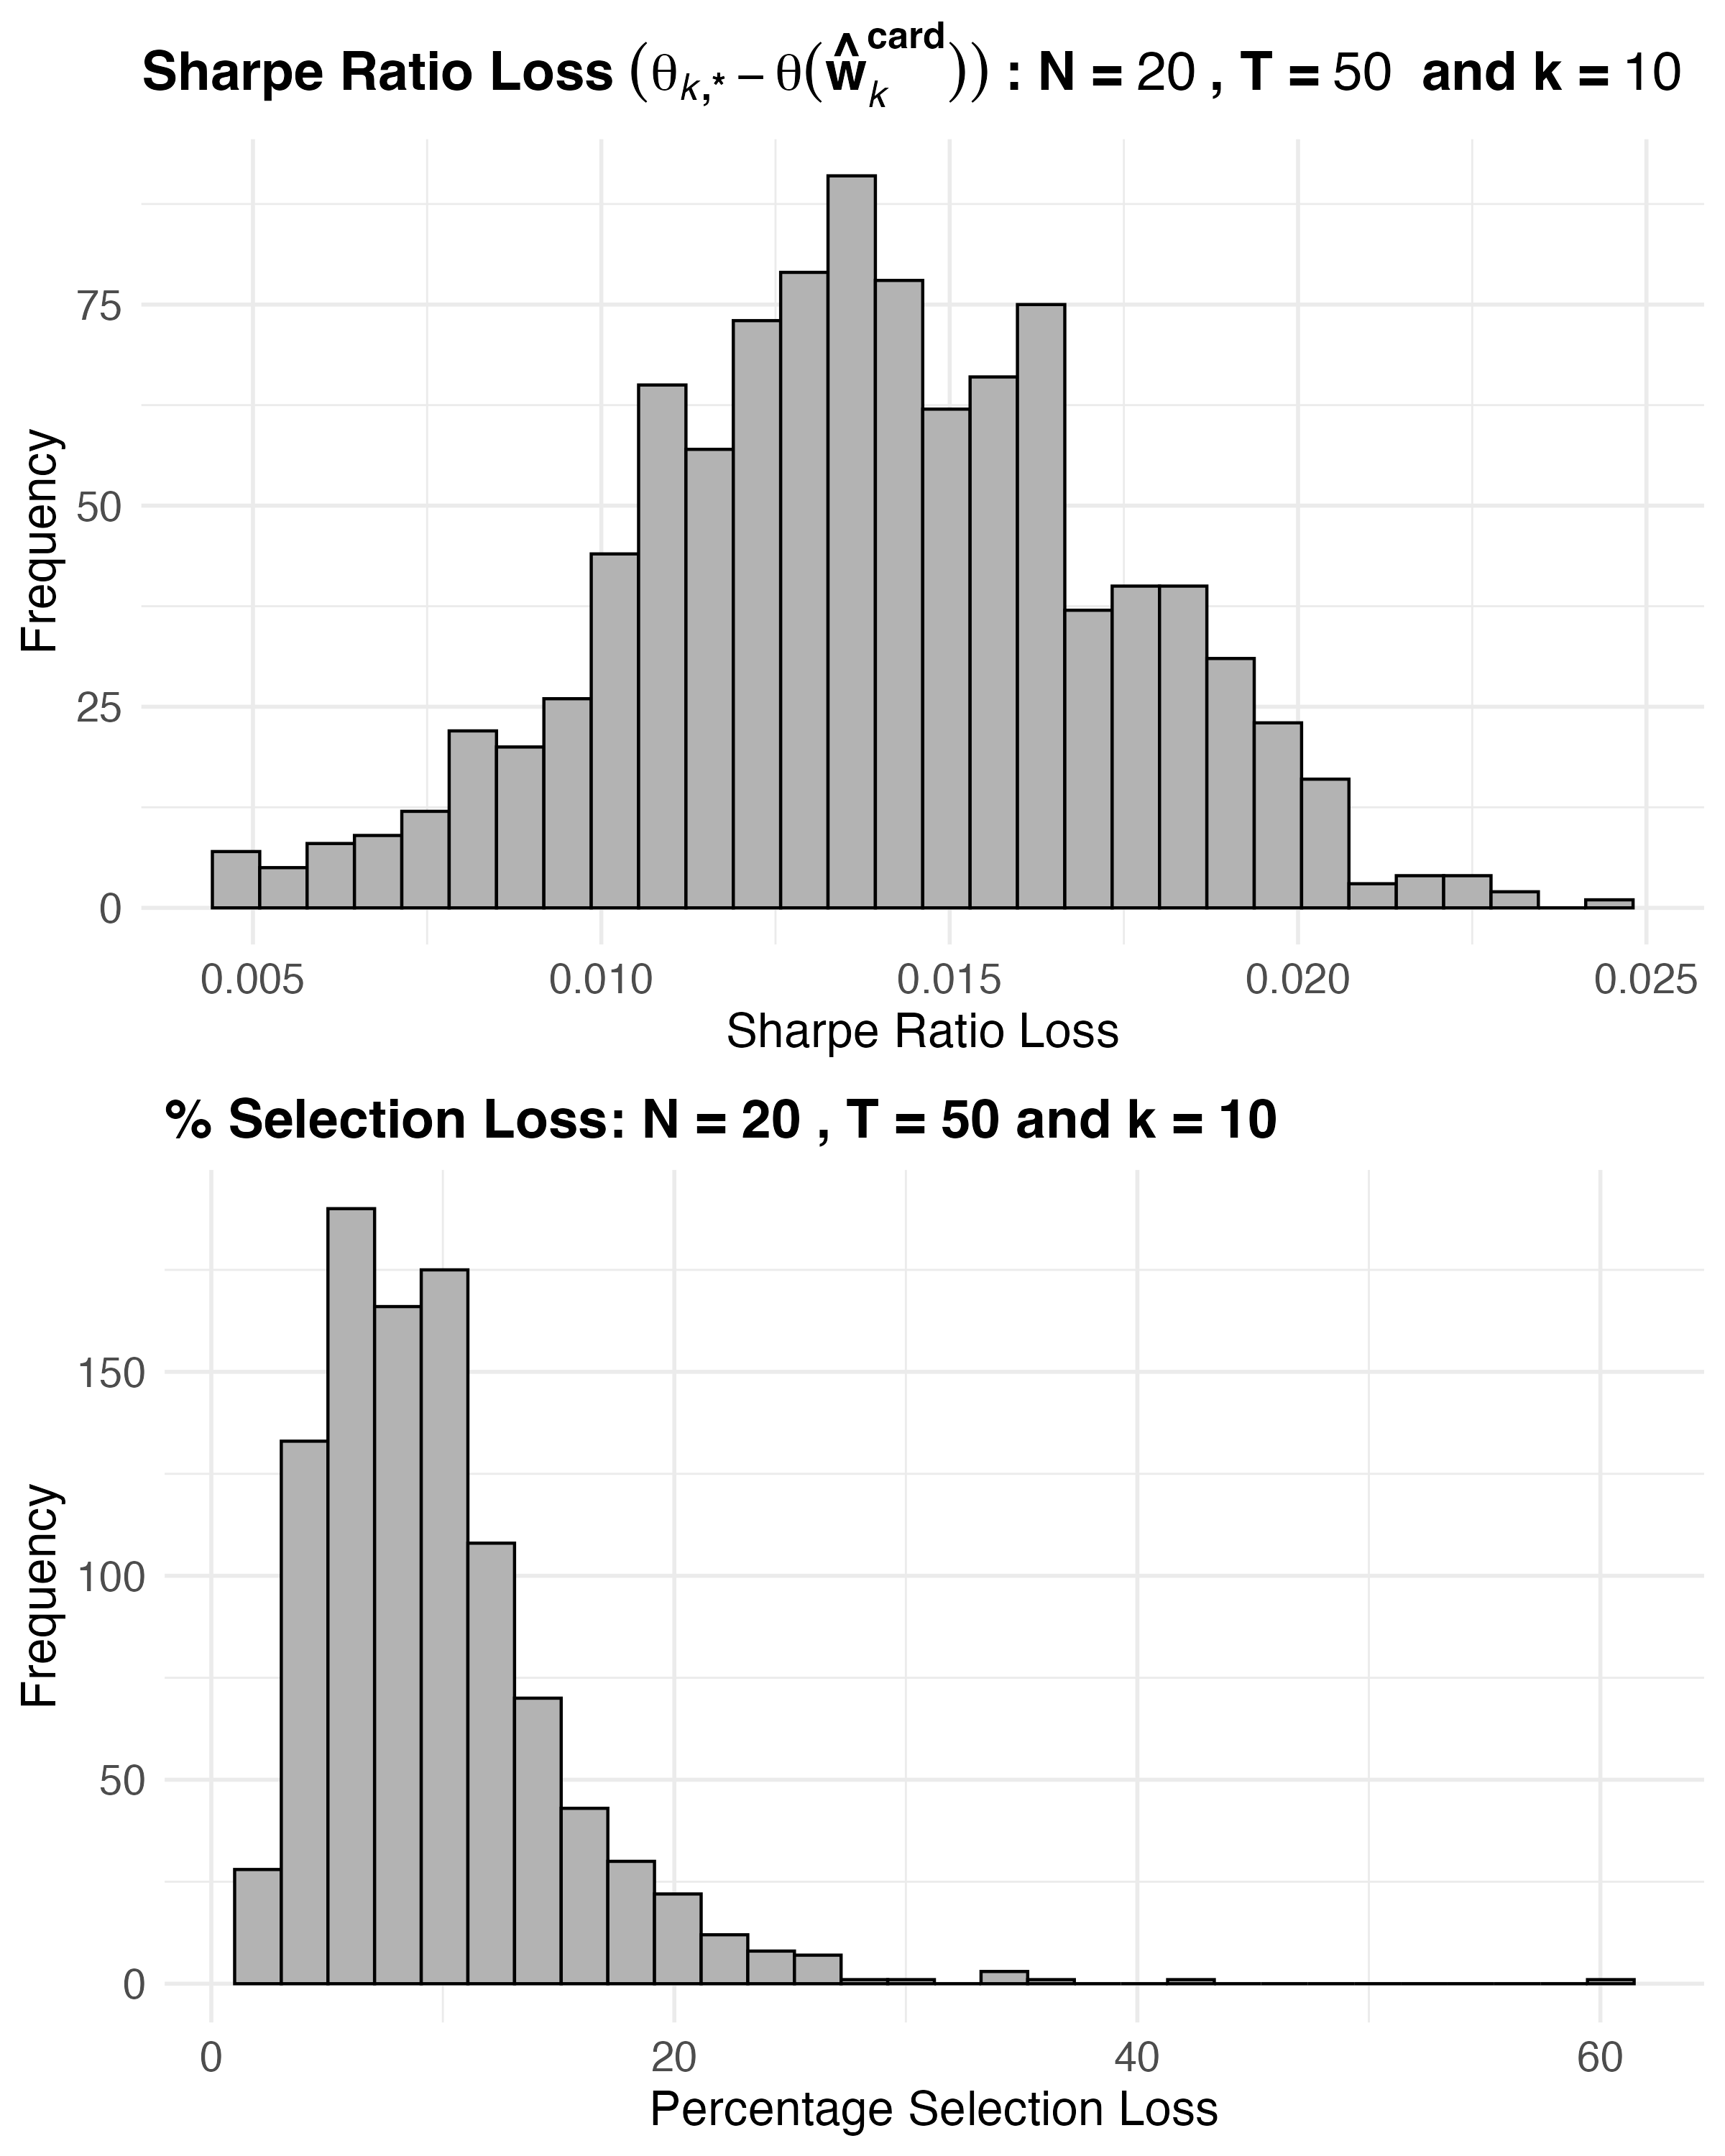 Sharpe Ratio Loss (θk,* − θ(ŵk^card)) : N = 20 , T = 50 and k = 10
Frequency
75
50
25
0
0.005 0.010 0.015 0.020 0.025
Sharpe Ratio Loss
% Selection Loss: N = 20 , T = 50 and k = 10
Frequency
150
100
50
0
0 20 40 60
Percentage Selection Loss